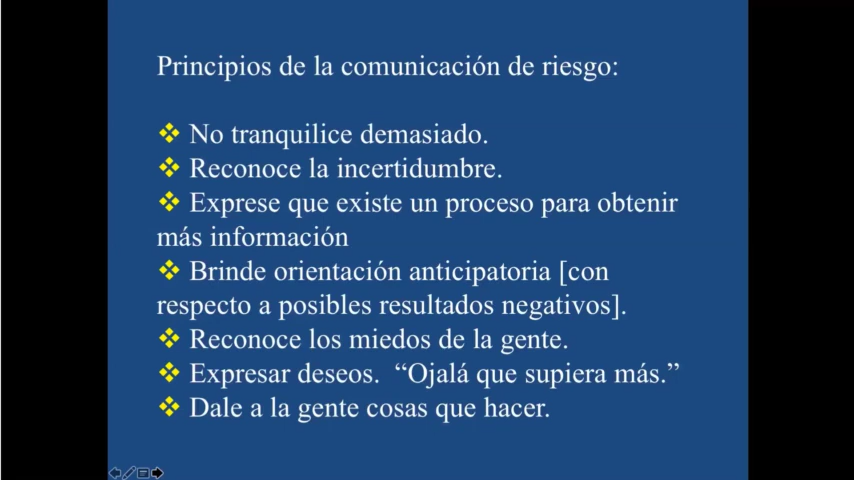 Principios de la comunicación de riesgo:
❖ No tranquilice demasiado.
❖ Reconoce la incertidumbre.
❖ Exprese que existe un proceso para obtenir
más información
❖ Brinde orientación anticipatoria [con
respecto a posibles resultados negativos].
❖ Reconoce los miedos de la gente.
❖ Expresar deseos.  “Ojalá que supiera más.”
❖ Dale a la gente cosas que hacer.